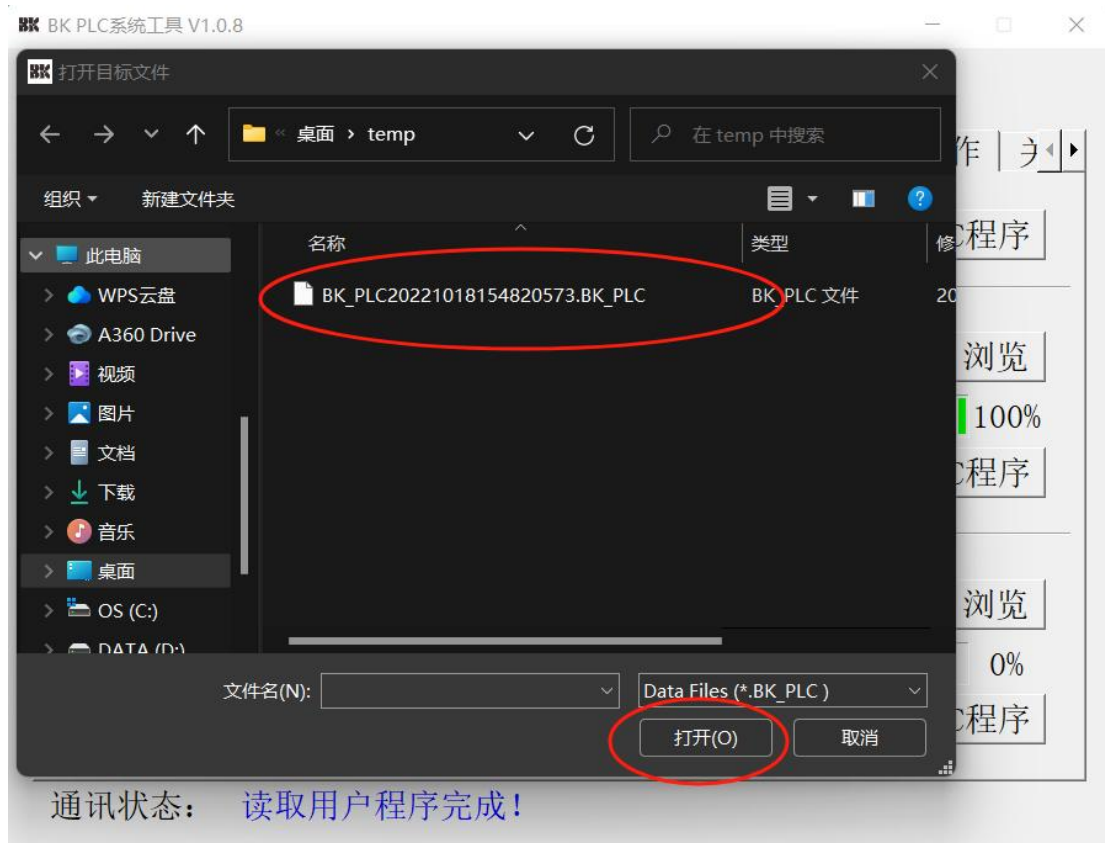 BK BK PLC系统工具 V1.0.8
BK 打开目标文件
« 桌面 › temp
在 temp 中搜索
作
组织
新建文件夹
?
程序
名称
类型
修
此电脑
BK_PLC20221018154820573.BK_PLC
BK_PLC 文件
20
WPS云盘
A360 Drive
浏览
视频
图片
100%
文档
程序
下载
音乐
桌面
浏览
OS (C:)
DATA (D:)
0%
文件名(N):
Data Files (*.BK_PLC )
程序
打开(O)
取消
通讯状态: 读取用户程序完成!